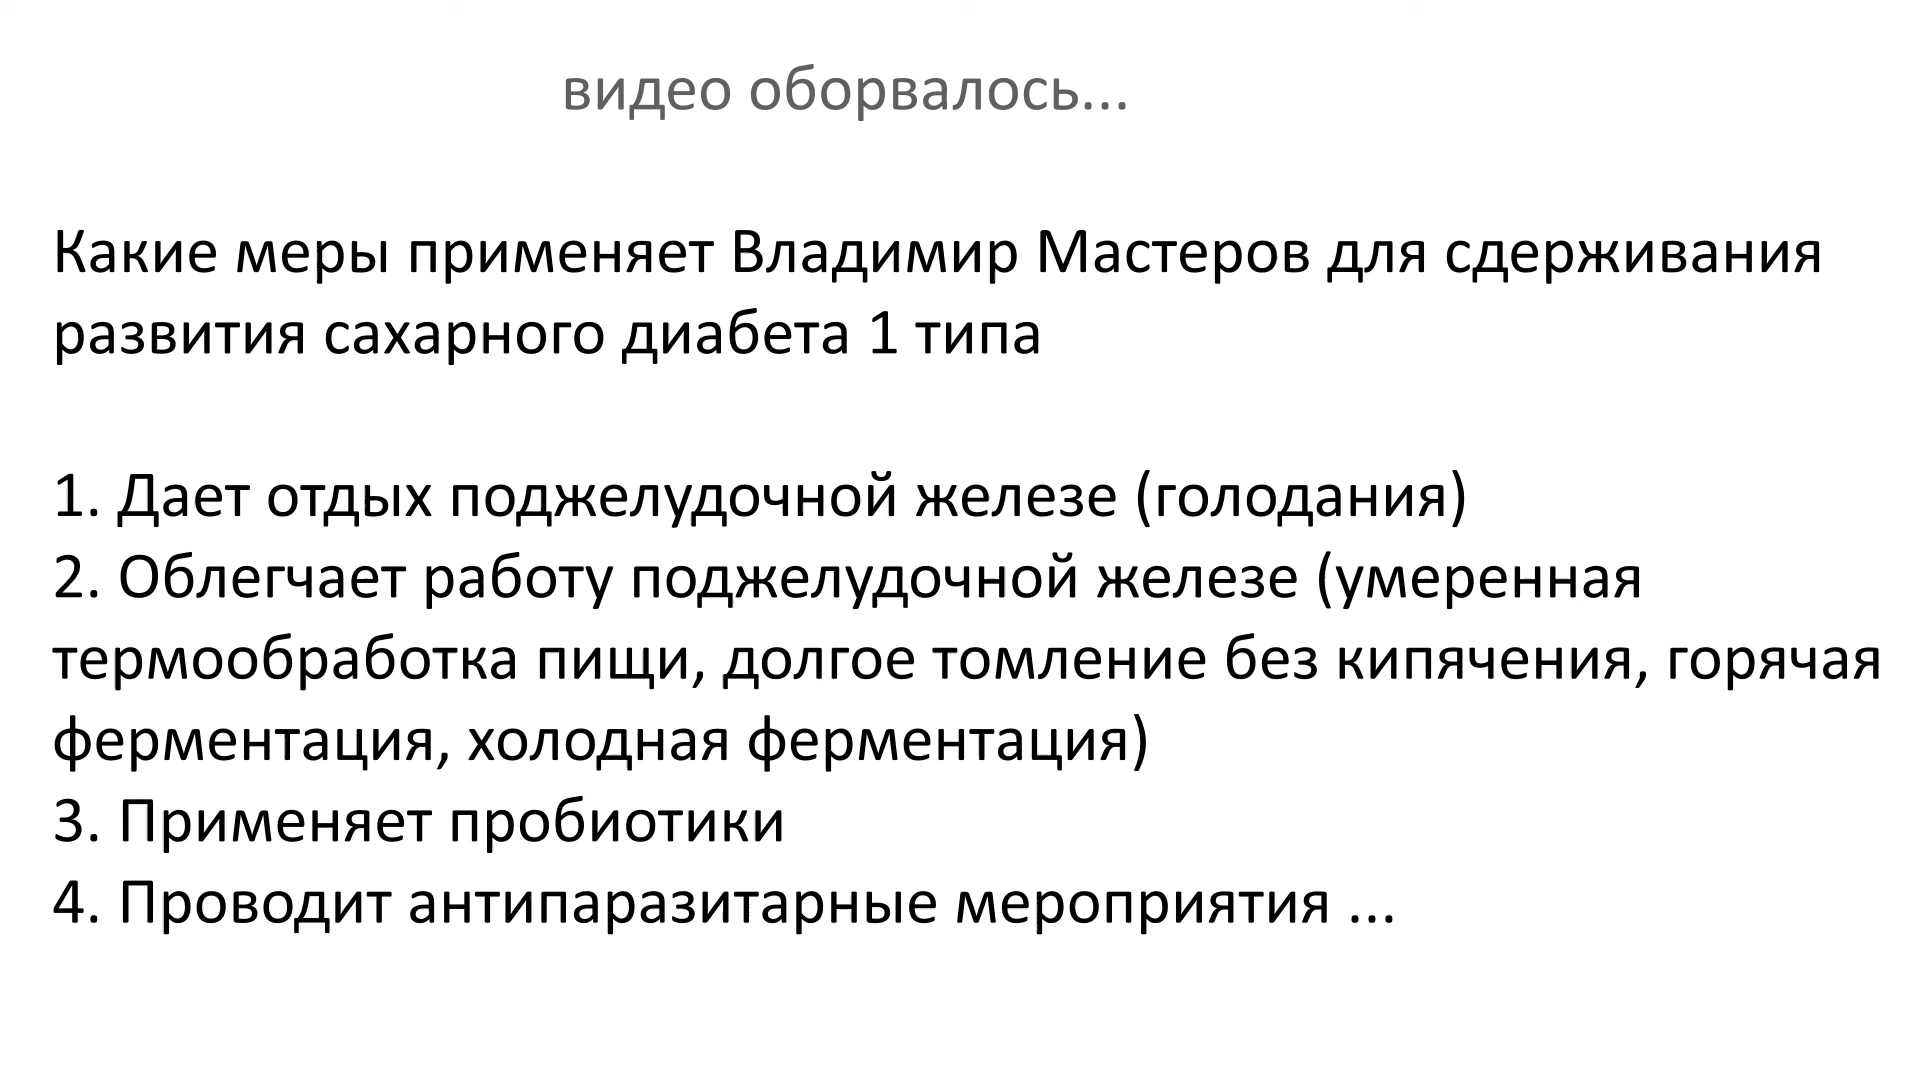 видео оборвалось...
Какие меры применяет Владимир Мастеров для сдерживания
развития сахарного диабета 1 типа
1. Дает отдых поджелудочной железе (голодания)
2. Облегчает работу поджелудочной железе (умеренная
термообработка пищи, долгое томление без кипячения, горячая
ферментация, холодная ферментация)
3. Применяет пробиотики
4. Проводит антипаразитарные мероприятия ...